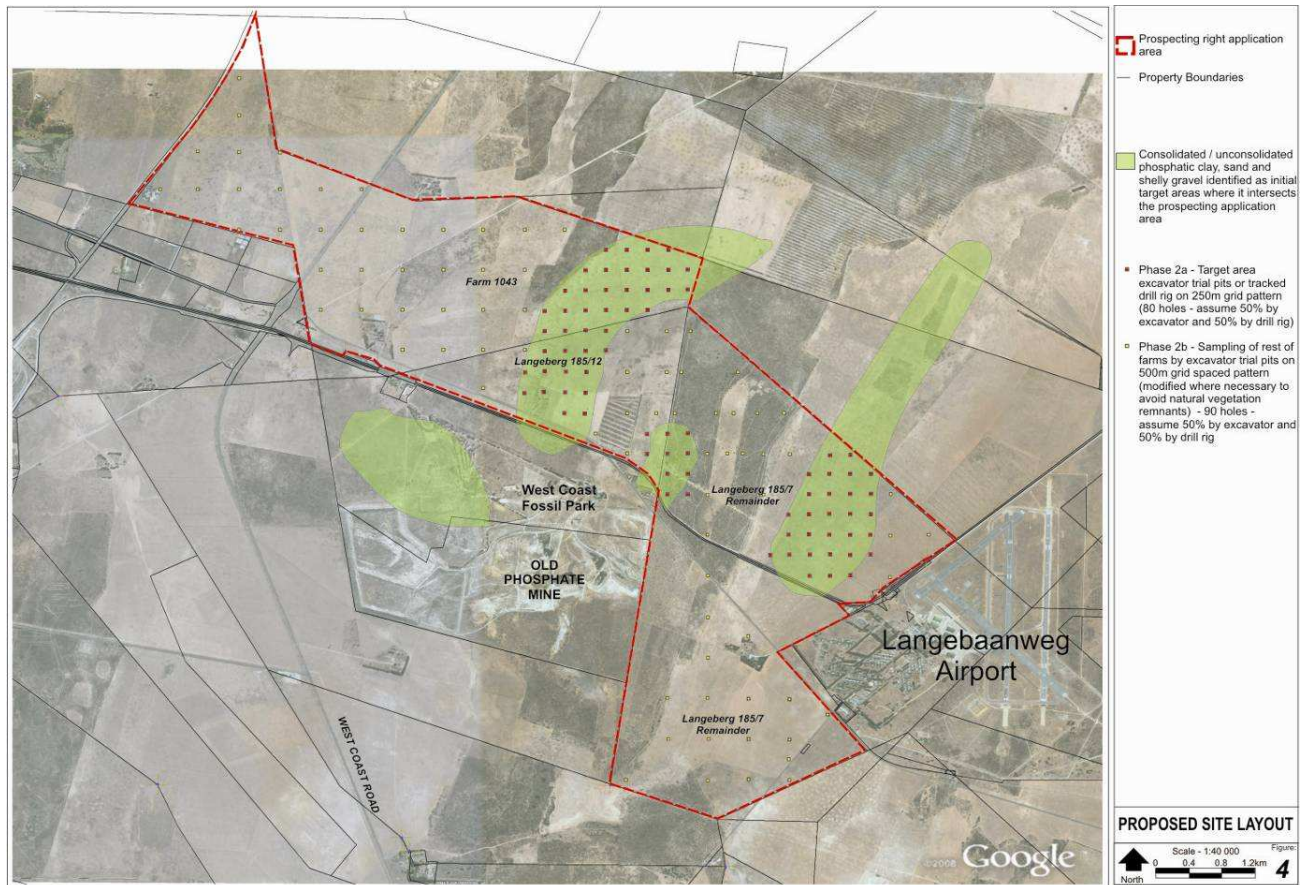 Farm 1043
Langeberg 185/12
West Coast
Fossil Park
Langeberg 185/7
Remainder
OLD
PHOSPHATE
MINE
Langebaanweg
Airport
Langeberg 185/7
Remainder
WEST COAST ROAD
©2008 Google
Prospecting right application
area
Property Boundaries
Consolidated / unconsolidated
phosphatic clay, sand and
shelly gravel identified as initial
target areas where it intersects
the prospecting application
area
Phase 2a - Target area
excavator trial pits or tracked
drill rig on 250m grid pattern
(80 holes - assume 50% by
excavator and 50% by drill rig)
Phase 2b - Sampling of rest of
farms by excavator trial pits on
500m grid spaced pattern
(modified where necessary to
avoid natural vegetation
remnants) - 90 holes -
assume 50% by excavator and
50% by drill rig
PROPOSED SITE LAYOUT
Scale - 1:40 000
0 0.4 0.8 1.2km
North
Figure:
4